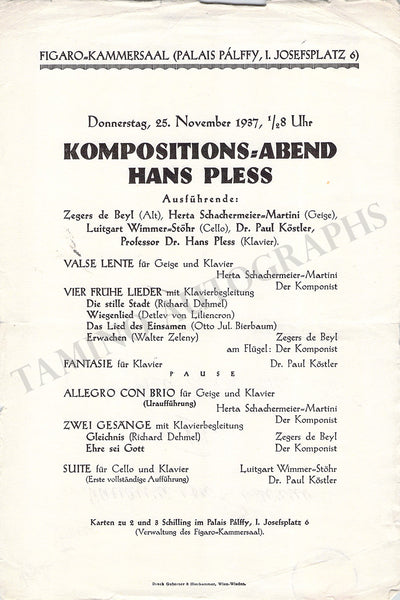 FIGARO=KAMMERSAAL (PALAIS PÁLFFY, I. JOSEFSPLATZ 6)
Donnerstag, 25. November 1937, ½8 Uhr
KOMPOSITIONS=ABEND
HANS PLESS
Ausführende:
Zegers de Beyl (Alt), Herta Schachermeier=Martini (Geige),
Luitgart Wimmer=Stöhr (Cello), Dr. Paul Köstler,
Professor Dr. Hans Pless (Klavier).
VALSE LENTE für Geige und Klavier
Herta Schachermeier=Martini
Der Komponist
VIER FRÜHE LIEDER mit Klavierbegleitung
Die stille Stadt (Richard Dehmel)
Wiegenlied (Detlev von Liliencron)
Das Lied des Einsamen (Otto Jul. Bierbaum)
Erwachen (Walter Zeleny) Zegers de Beyl
am Flügel: Der Komponist
FANTASIE für Klavier Dr. Paul Köstler
PAUSE
ALLEGRO CON BRIO für Geige und Klavier
(Uraufführung) Herta Schachermeier=Martini
Der Komponist
ZWEI GESÄNGE mit Klavierbegleitung
Gleichnis (Richard Dehmel) Zegers de Beyl
Ehre sei Gott Der Komponist
SUITE für Cello und Klavier Luitgart Wimmer=Stöhr
(Erste vollständige Aufführung) Dr. Paul Köstler
Karten zu 2 und 3 Schilling im Palais Pálffy, I. Josefsplatz 6
(Verwaltung des Figaro=Kammersaal).
TAMINO AUTOGRAPHS